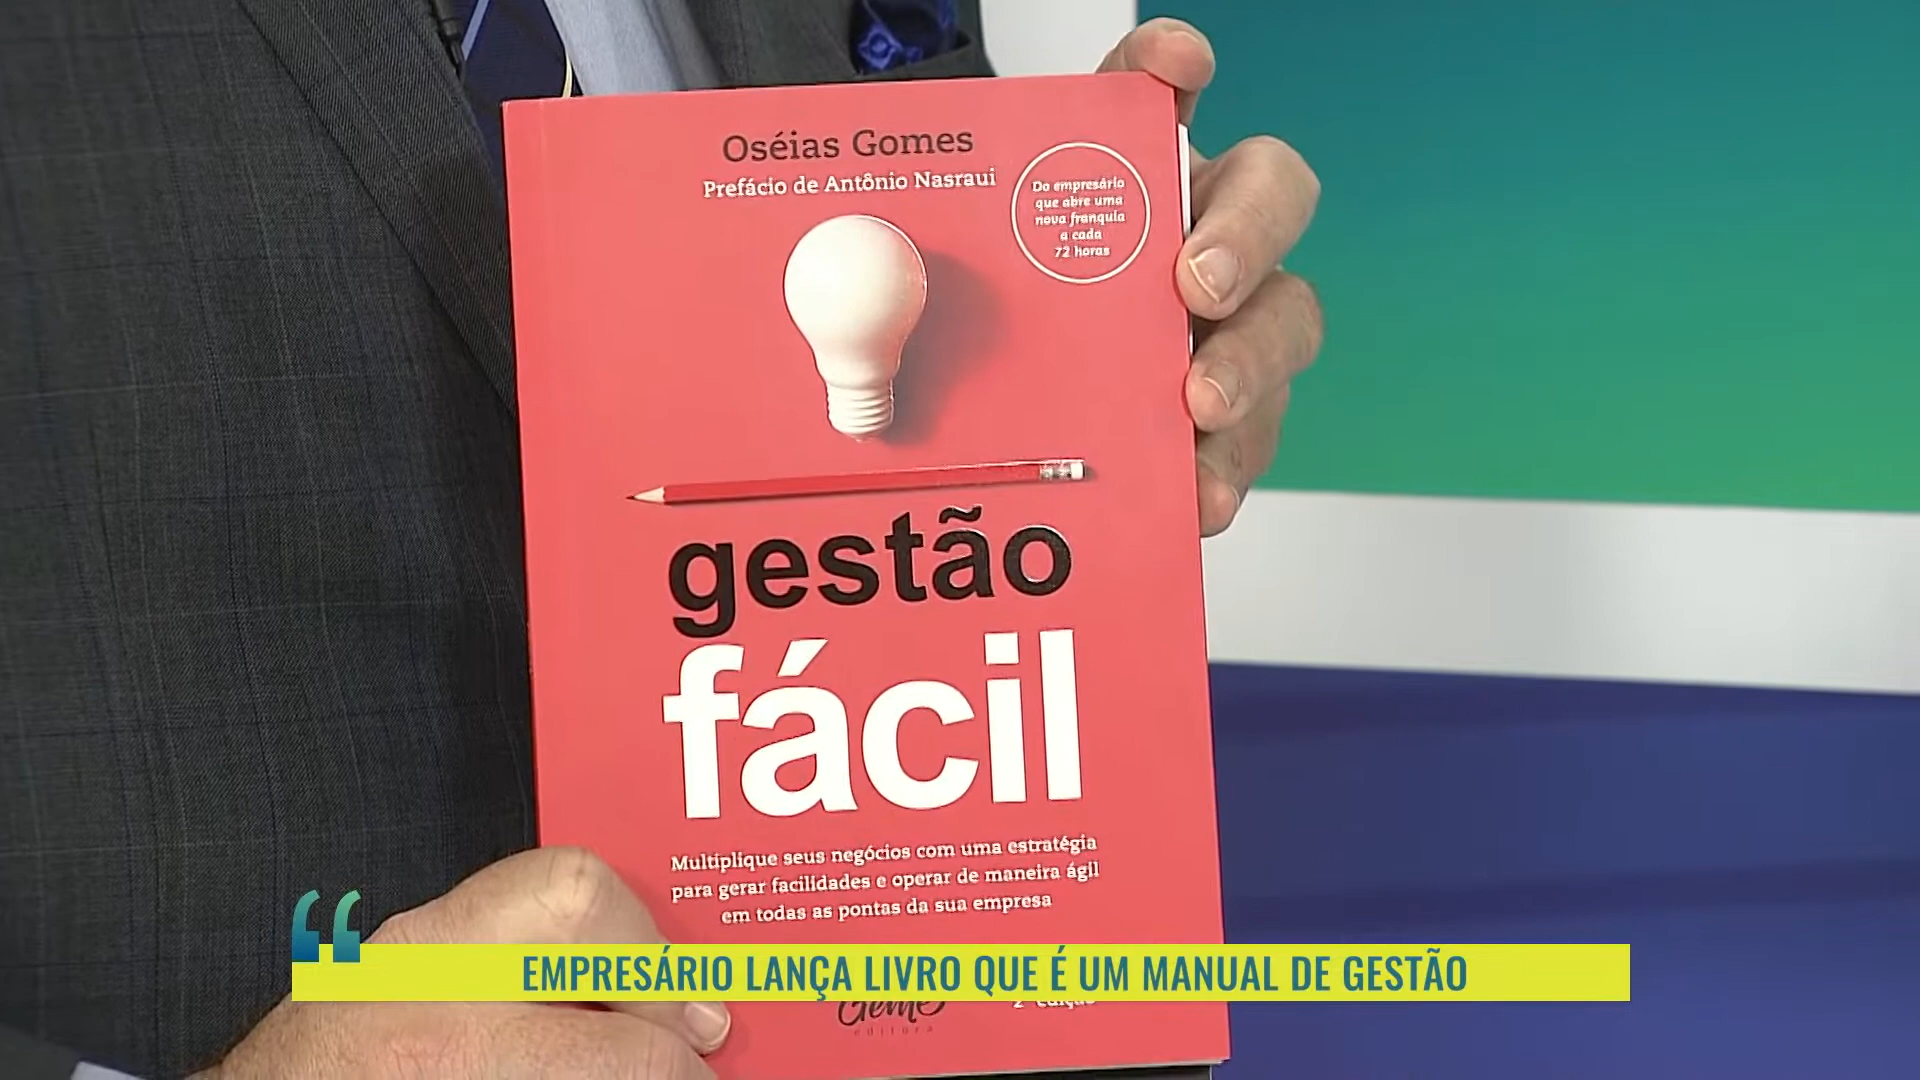 Oséias Gomes
Prefácio de Antônio Nasraui
Do empresário
que abre uma
nova franquia
a cada
72 horas
gestão
fácil
Multiplique seus negócios com uma estratégia
para gerar facilidades e operar de maneira ágil
em todas as pontas da sua empresa
“
EMPRESÁRIO LANÇA LIVRO QUE É UM MANUAL DE GESTÃO
editora